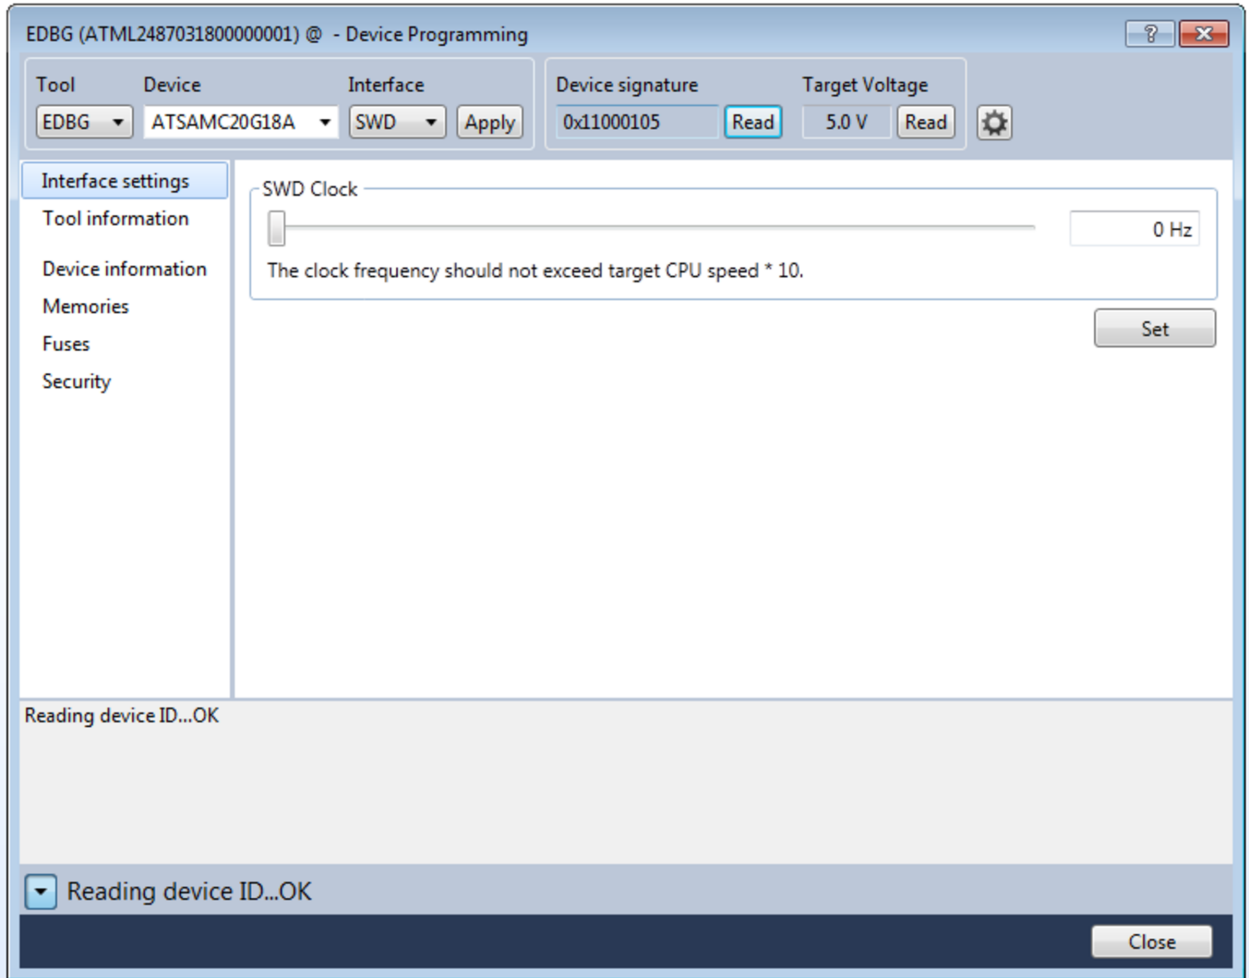 EDBG (ATML2487031800000001) @  - Device Programming
?
Tool Device Interface Device signature Target Voltage
EDBG ATSAMC20G18A SWD Apply 0x11000105 Read 5.0 V Read
Interface settings
Tool information
Device information
Memories
Fuses
Security
SWD Clock
0 Hz
The clock frequency should not exceed target CPU speed * 10.
Set
Reading device ID...OK
Reading device ID...OK
Close